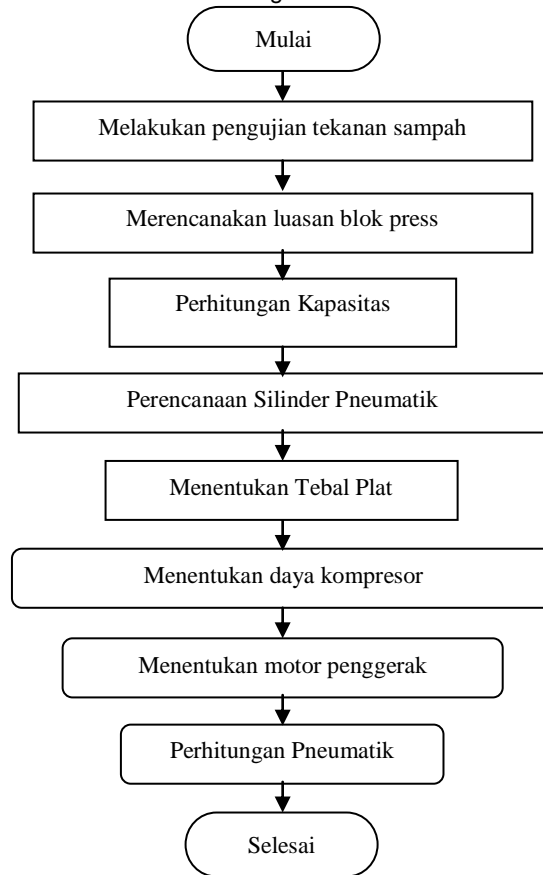 Mulai
Melakukan pengujian tekanan sampah
Merencanakan luasan blok press
Perhitungan Kapasitas
Perencanaan Silinder Pneumatik
Menentukan Tebal Plat
Menentukan daya kompresor
Menentukan motor penggerak
Perhitungan Pneumatik
Selesai